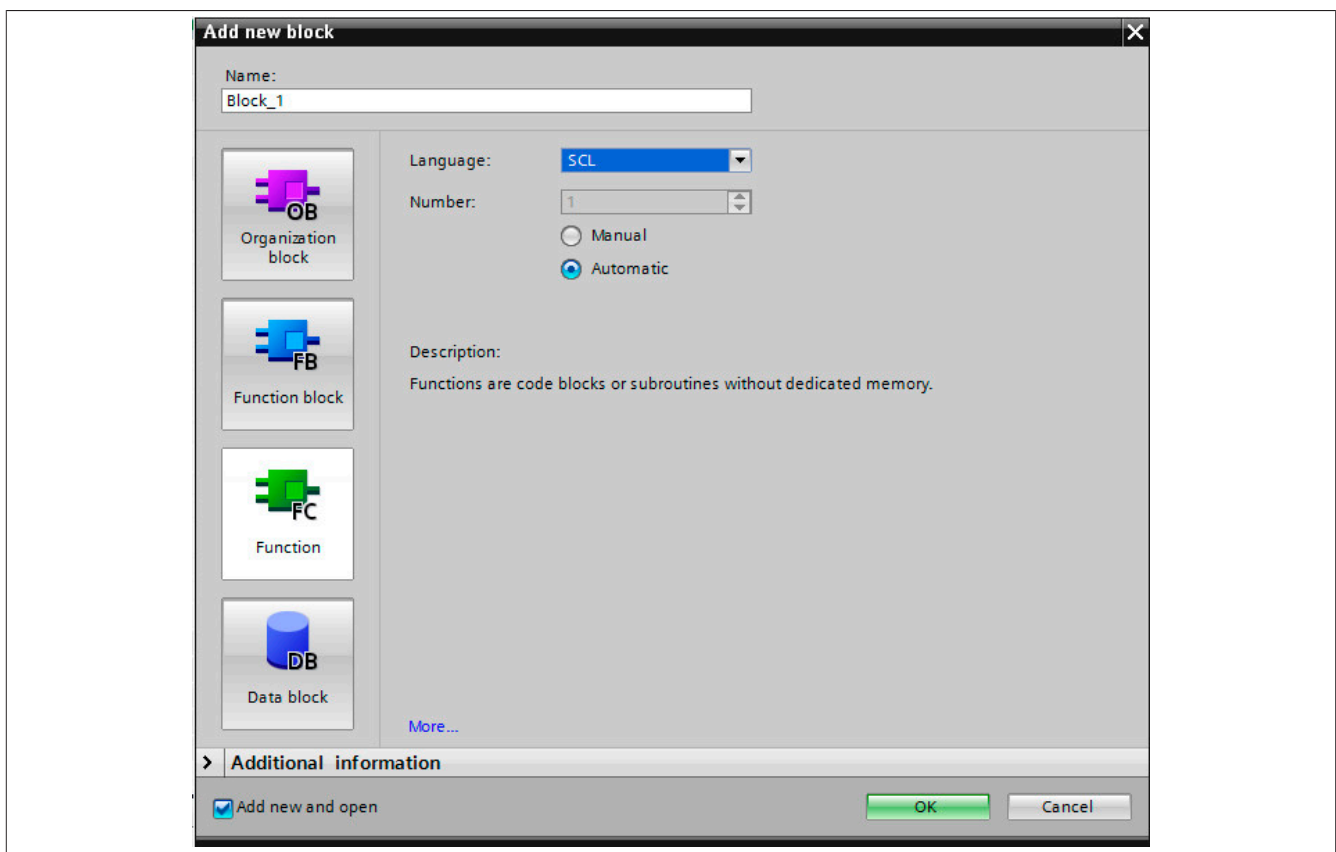 Add new block
Name:
Block_1
OB
Organization
block
FB
Function block
FC
Function
DB
Data block
Language:
SCL
Number:
1
Manual
Automatic
Description:
Functions are code blocks or subroutines without dedicated memory.
More...
Additional information
Add new and open
OK
Cancel